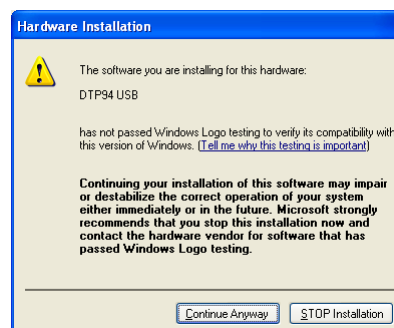 Hardware Installation
The software you are installing for this hardware:
DTP94 USB
has not passed Windows Logo testing to verify its compatibility with
this version of Windows. (Tell me why this testing is important)
Continuing your installation of this software may impair
or destabilize the correct operation of your system
either immediately or in the future. Microsoft strongly
recommends that you stop this installation now and
contact the hardware vendor for software that has
passed Windows Logo testing.
Continue Anyway
STOP Installation